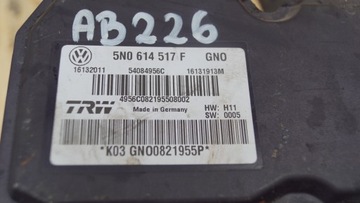 AB226
5N0 614 517 F GNO
16132011 54084956C 16131913M
4956C082195508002
TRW Made in Germany HW: H11
SW: 0005
*K03 GNO0821955P*